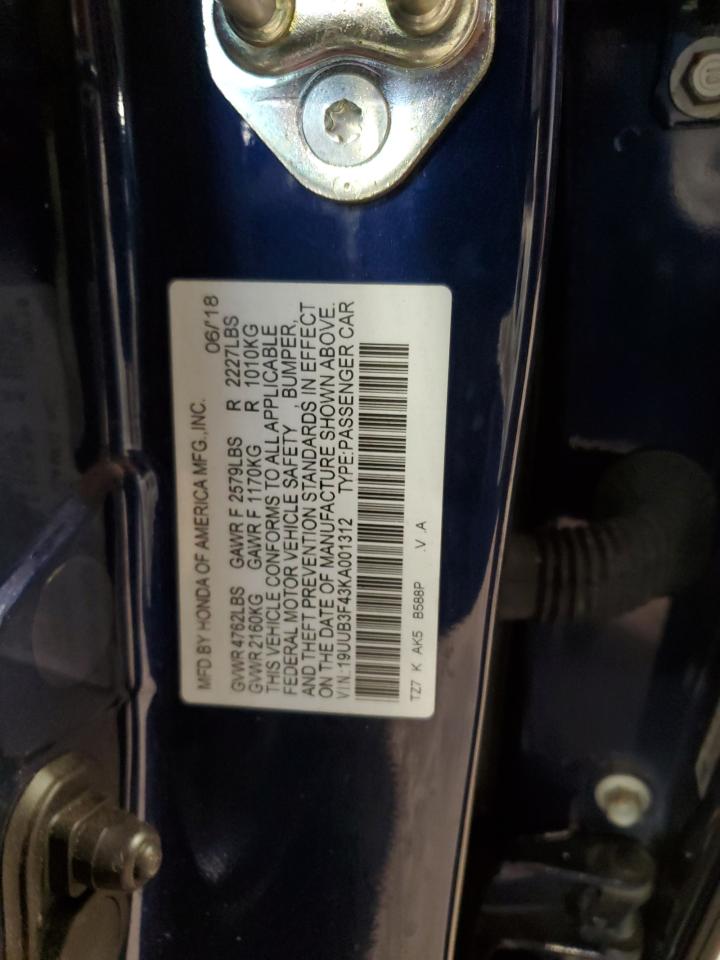 MFD BY HONDA OF AMERICA MFG.,INC. 06/'18
GVWR 4762LBS GAWR F 2579LBS R 2227LBS
GVWR 2160KG GAWR F 1170KG R 1010KG
THIS VEHICLE CONFORMS TO ALL APPLICABLE
FEDERAL MOTOR VEHICLE SAFETY, BUMPER,
AND THEFT PREVENTION STANDARDS IN EFFECT
ON THE DATE OF MANUFACTURE SHOWN ABOVE.
VIN.:19UUB3F43KA001312 TYPE:PASSENGER CAR
TZ7 K AK5 B588P .V .A